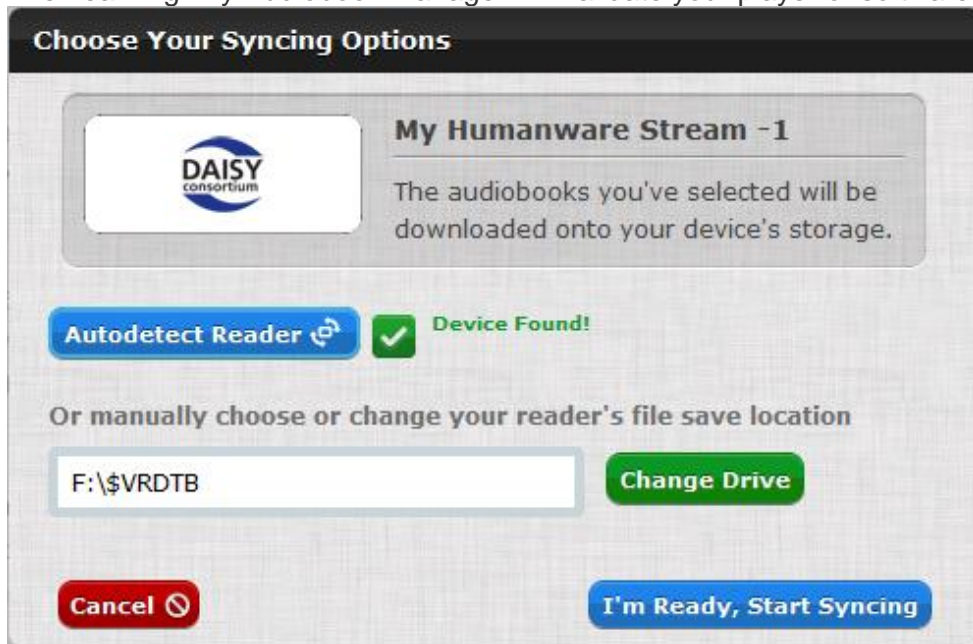 Choose Your Syncing Options
DAISY
consortium
My Humanware Stream -1
The audiobooks you've selected will be
downloaded onto your device's storage.
Autodetect Reader
Device Found!
Or manually choose or change your reader's file save location
F:\$VRDTB
Change Drive
Cancel
I'm Ready, Start Syncing